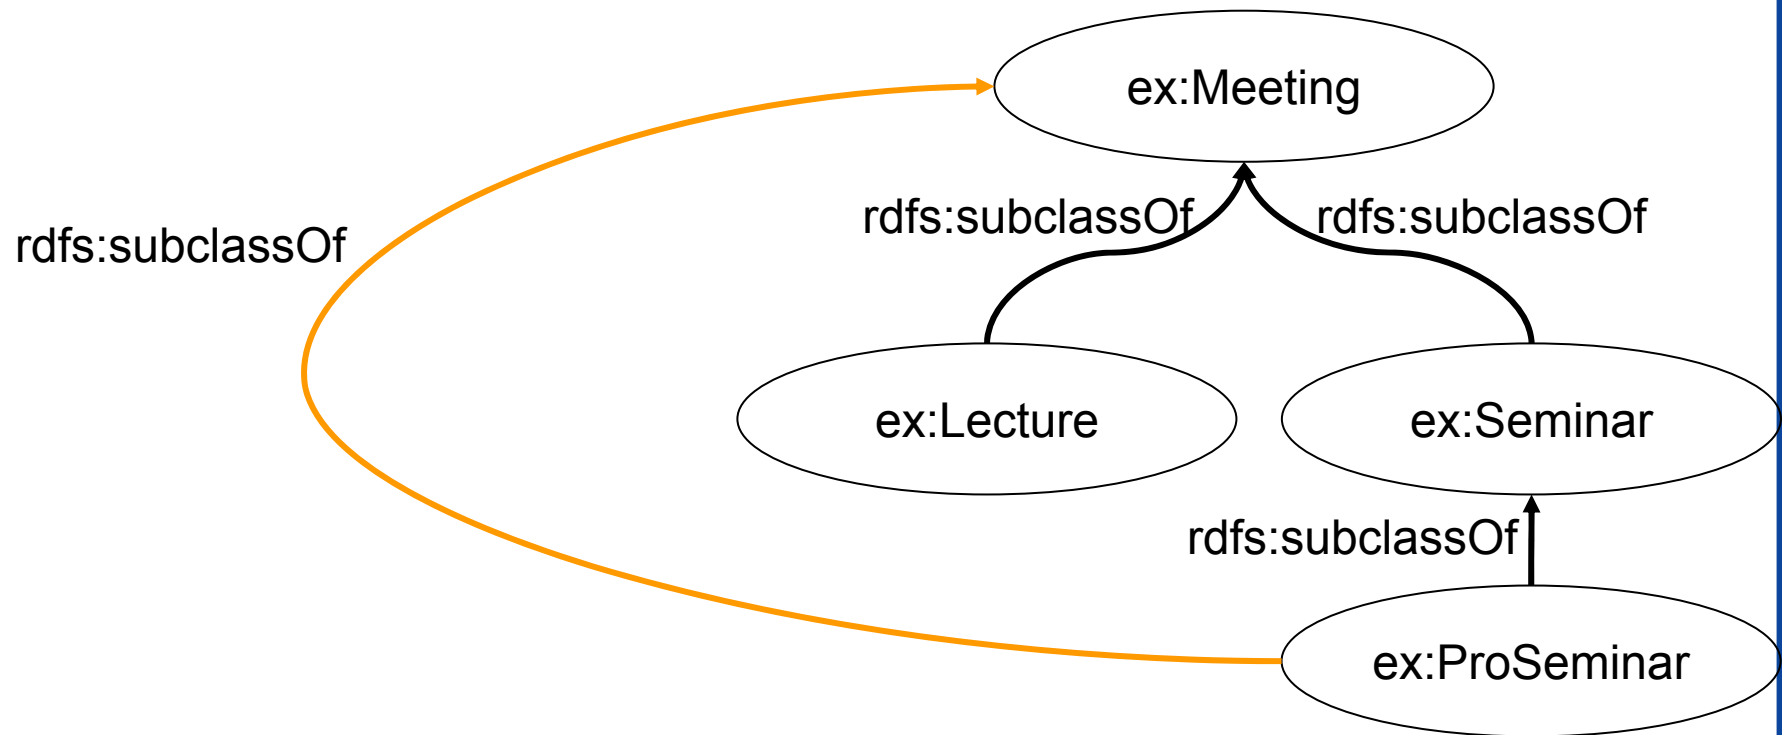 ex:Meeting
rdfs:subclassOf
rdfs:subclassOf
rdfs:subclassOf
ex:Lecture
ex:Seminar
rdfs:subclassOf
ex:ProSeminar